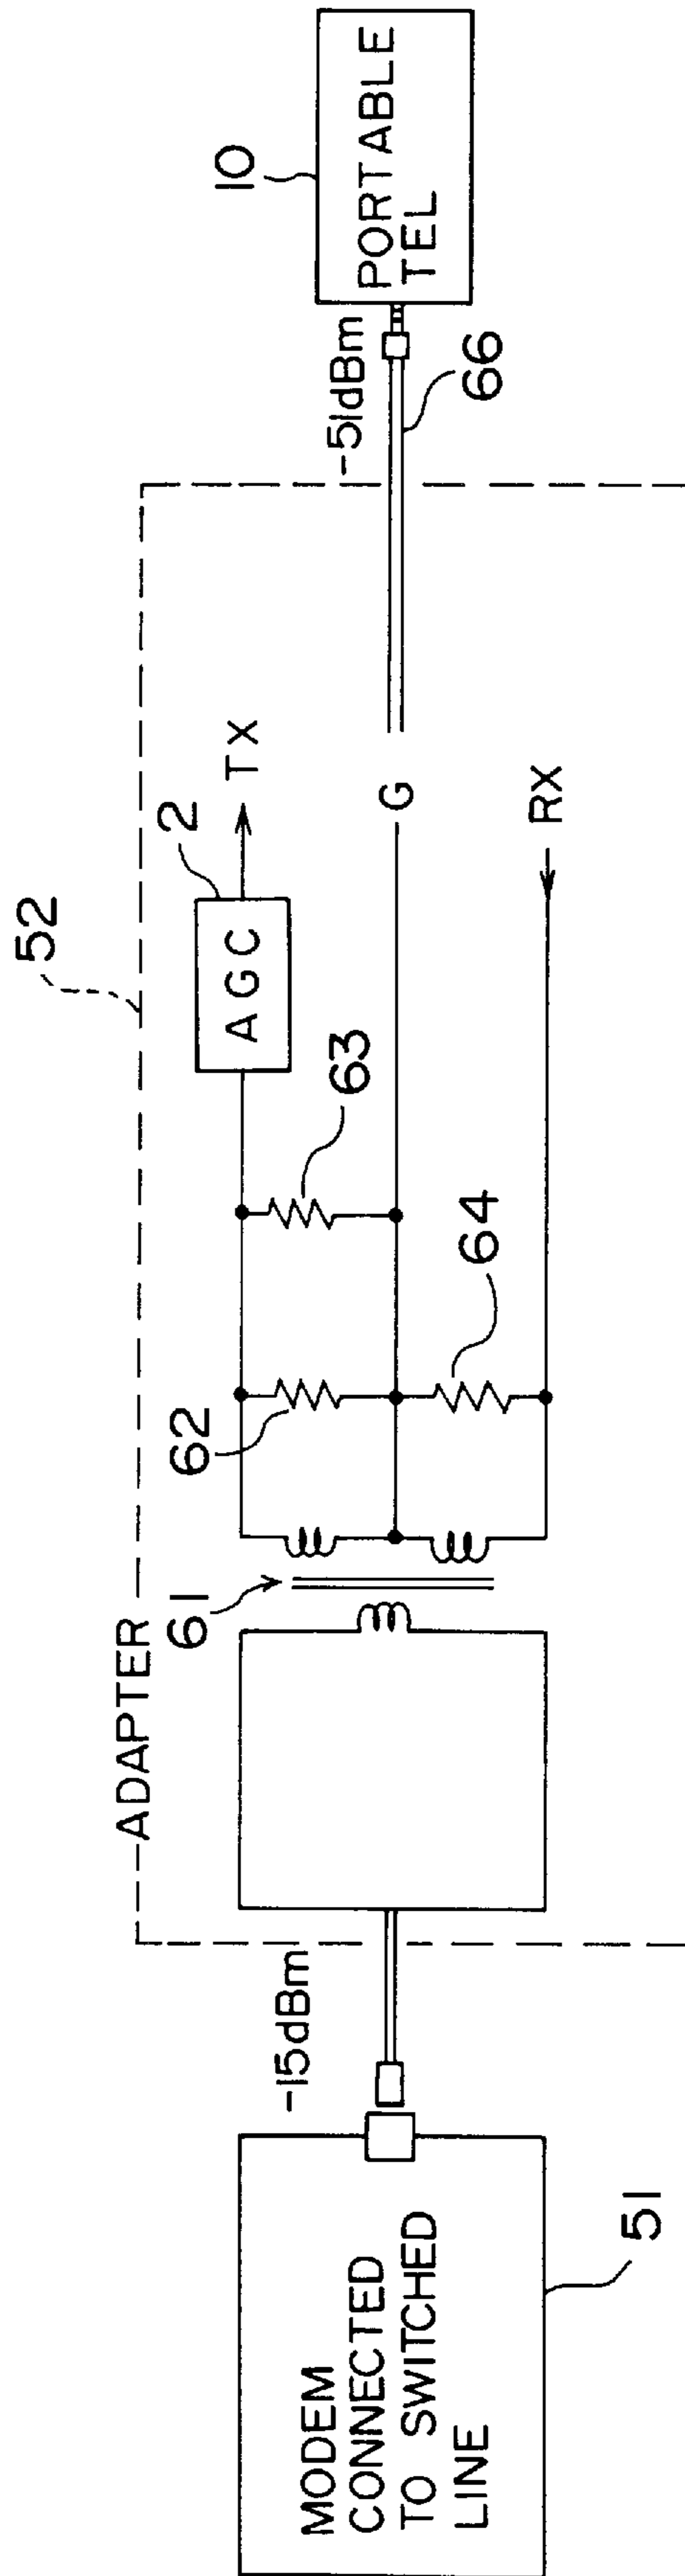 52
ADAPTER
-15dBm
MODEM
CONNECTED
TO SWITCHED
LINE
51
61
62
63
64
AGC
2
TX
G
RX
-51dBm
66
10
PORTABLE
TEL